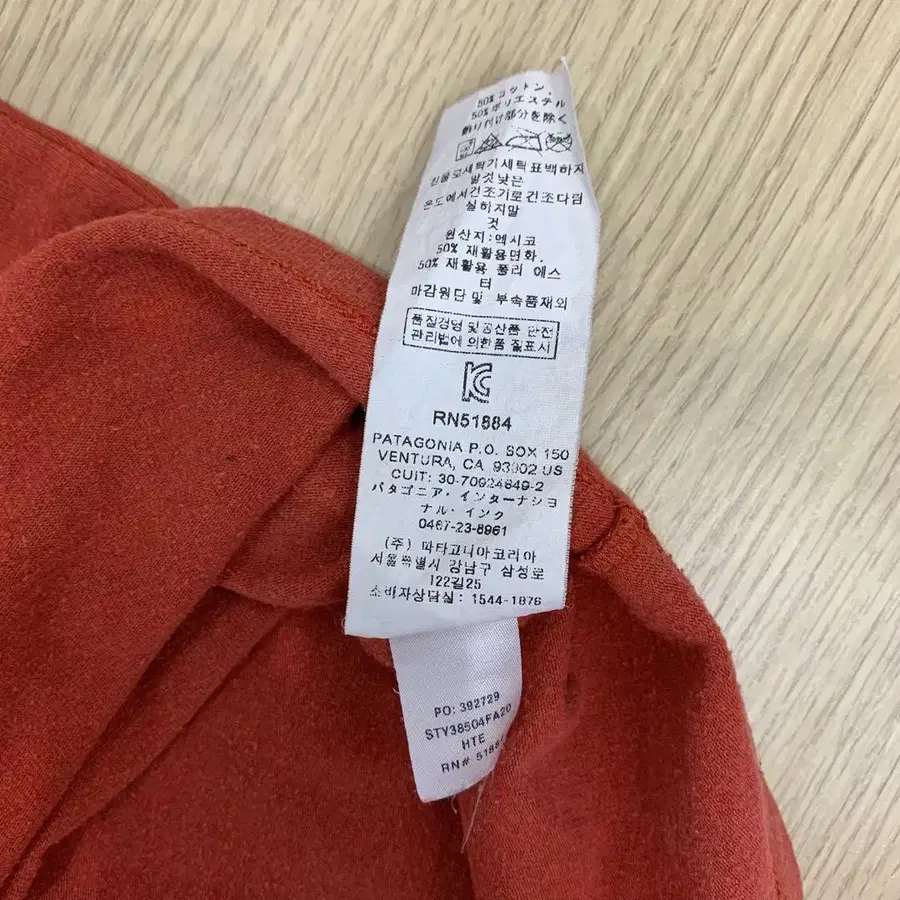 50% コットン,
50% ポリエステル
飾り付け部分を除く
찬물로세탁기세탁표백하지
말것낮은
온도에서건조기로건조다림
실하지말
것
원산지:멕시코
50% 재활용면화.
50% 재활용 폴리 에스
터
마감원단및 부속품재외
품질경영 및공산품 안전
관리법에 의한품 질표시
RN51884
PATAGONIA P.O. BOX 150
VENTURA, CA 93002 US
CUIT: 30-70924849-2
パタゴニア・インターナショ
ナル・インク
0467-23-8961
(주) 파타고니아코리아
서울특별시 강남구 삼성로
122길25
소비자상담실: 1544-1876
PO: 392729
STY38504FA20
HTE
RN# 5188